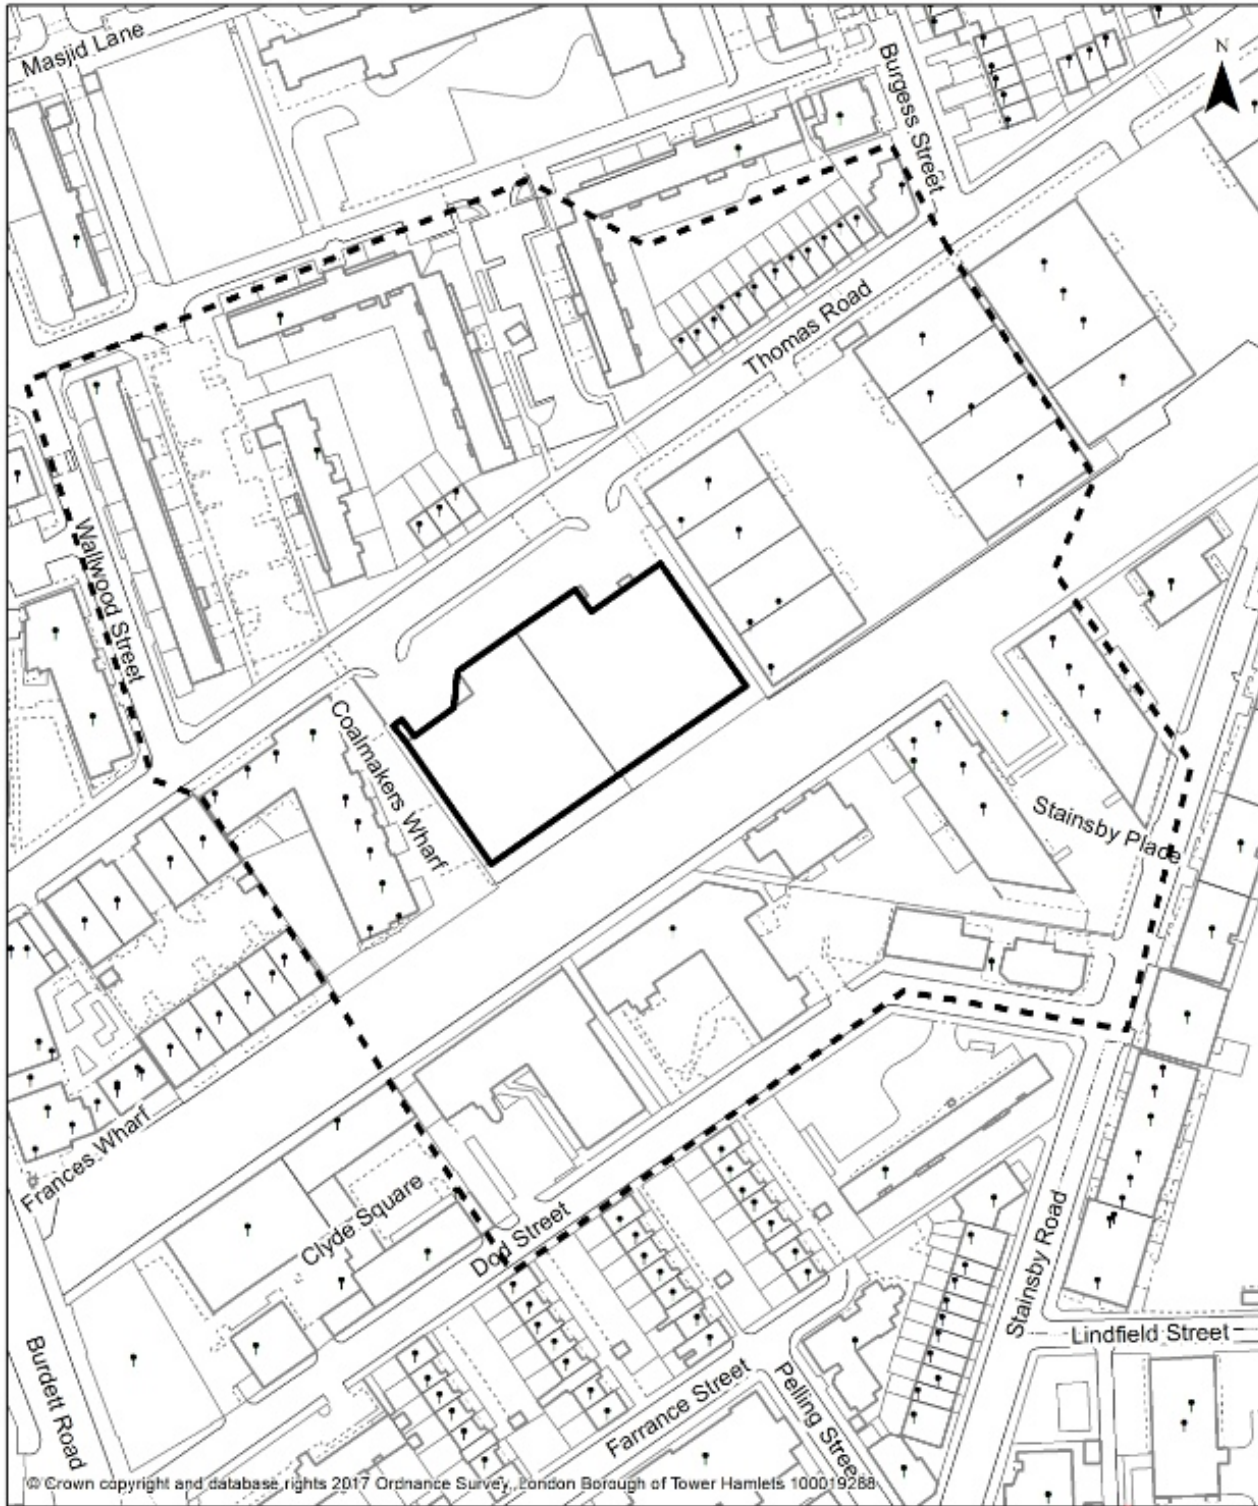 Masjid Lane
Burgess Street
N
Thomas Road
Wallwood Street
Coalmakers Wharf
Stainsby Place
Frances Wharf
Clyde Square
Dod Street
Stainsby Road
Lindfield Street
Burdett Road
Farrance Street
Pelling Street
© Crown copyright and database rights 2017 Ordnance Survey, London Borough of Tower Hamlets 100019288